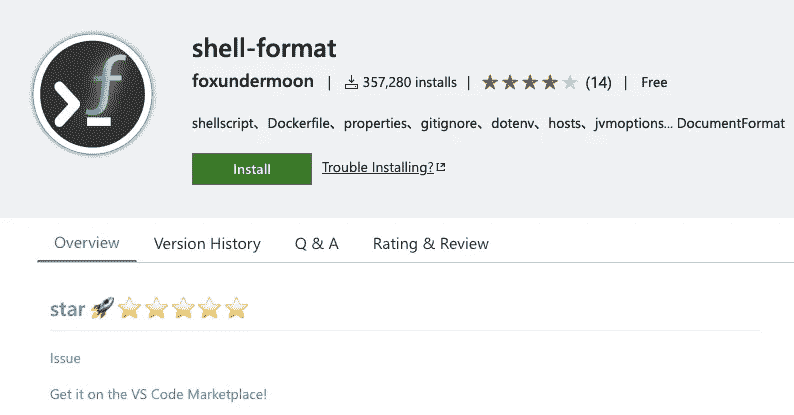 shell-format
foxundermoon | 357,280 installs | (14) | Free
shellscript、Dockerfile、properties、gitignore、dotenv、hosts、jvmoptions... DocumentFormat
Install Trouble Installing?
Overview Version History Q & A Rating & Review
star 🚀⭐⭐⭐⭐⭐
Issue
Get it on the VS Code Marketplace!